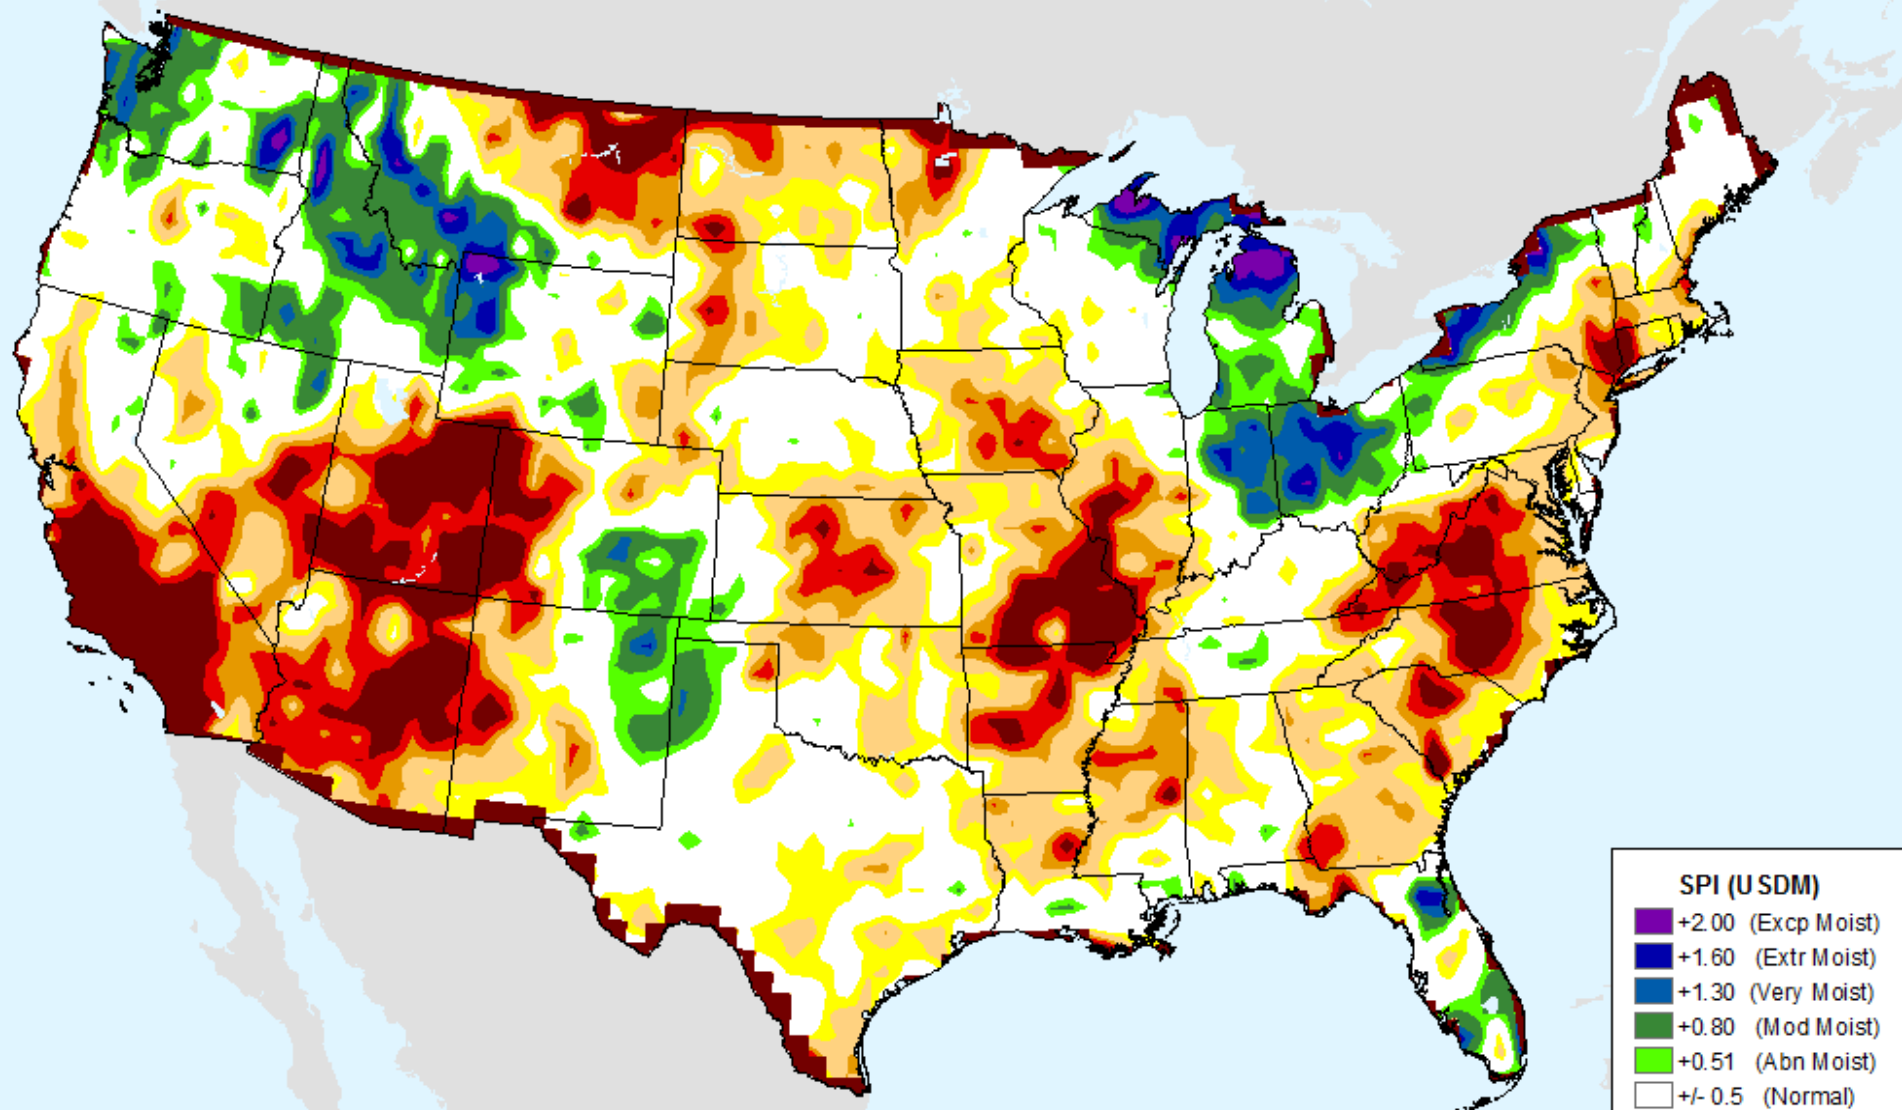 SPI (USDM)
+2.00 (Excp Moist)
+1.60 (Extr Moist)
+1.30 (Very Moist)
+0.80 (Mod Moist)
+0.51 (Abn Moist)
+/- 0.5 (Normal)